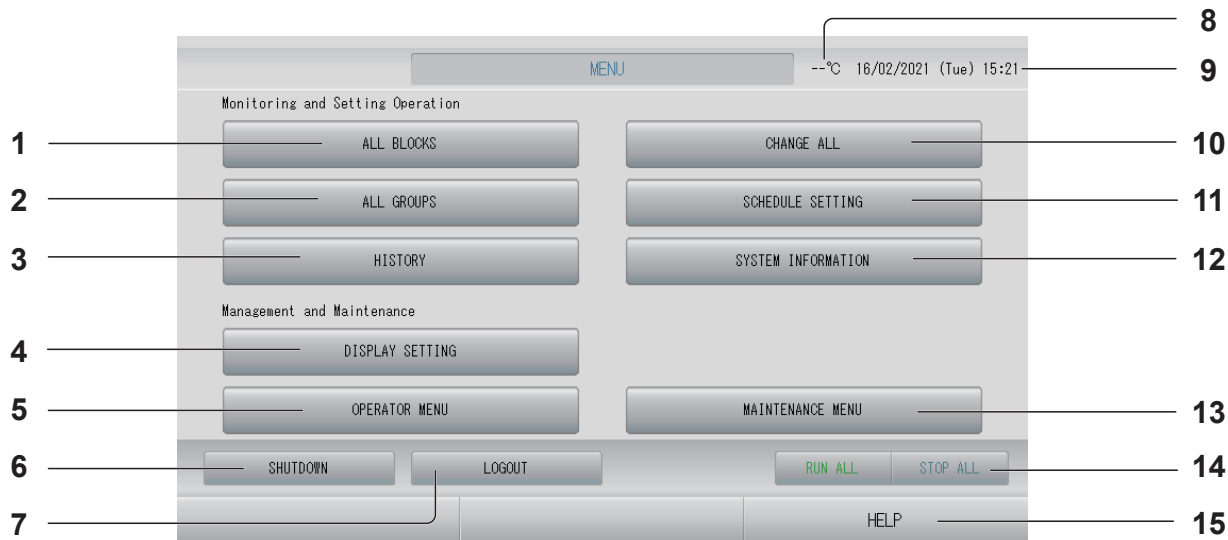 8
MENU --°C 16/02/2021 (Tue) 15:21 9
Monitoring and Setting Operation
1 ALL BLOCKS CHANGE ALL 10
2 ALL GROUPS SCHEDULE SETTING 11
3 HISTORY SYSTEM INFORMATION 12
Management and Maintenance
4 DISPLAY SETTING
5 OPERATOR MENU MAINTENANCE MENU 13
6 SHUTDOWN LOGOUT RUN ALL STOP ALL 14
7 HELP 15